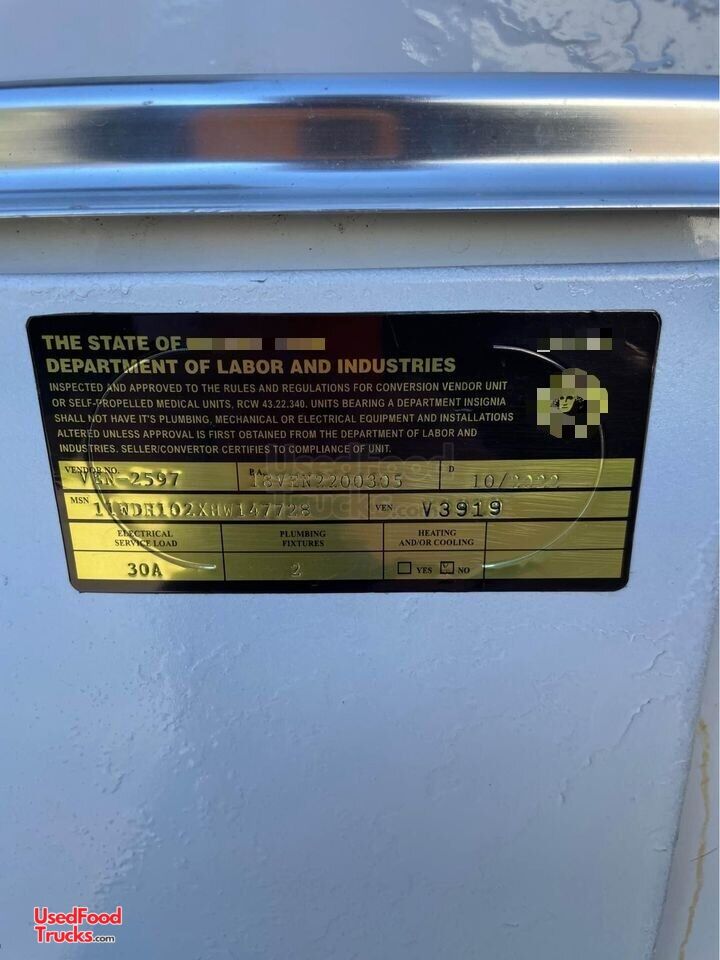 THE STATE OF
DEPARTMENT OF LABOR AND INDUSTRIES
INSPECTED AND APPROVED TO THE RULES AND REGULATIONS FOR CONVERSION VENDOR UNIT
OR SELF-PROPELLED MEDICAL UNITS, RCW 43.22.340. UNITS BEARING A DEPARTMENT INSIGNIA
SHALL NOT HAVE IT'S PLUMBING, MECHANICAL OR ELECTRICAL EQUIPMENT AND INSTALLATIONS
ALTERED UNLESS APPROVAL IS FIRST OBTAINED FROM THE DEPARTMENT OF LABOR AND
INDUSTRIES. SELLER/CONVERTOR CERTIFIES TO COMPLIANCE OF UNIT.
VENDOR NO. D
VEN-2597 18VEN2200305 10/2022
MSN VEN V3919
ELECTRICAL SERVICE LOAD PLUMBING FIXTURES HEATING AND/OR COOLING
30A 2 YES NO
UsedFood
Trucks.com